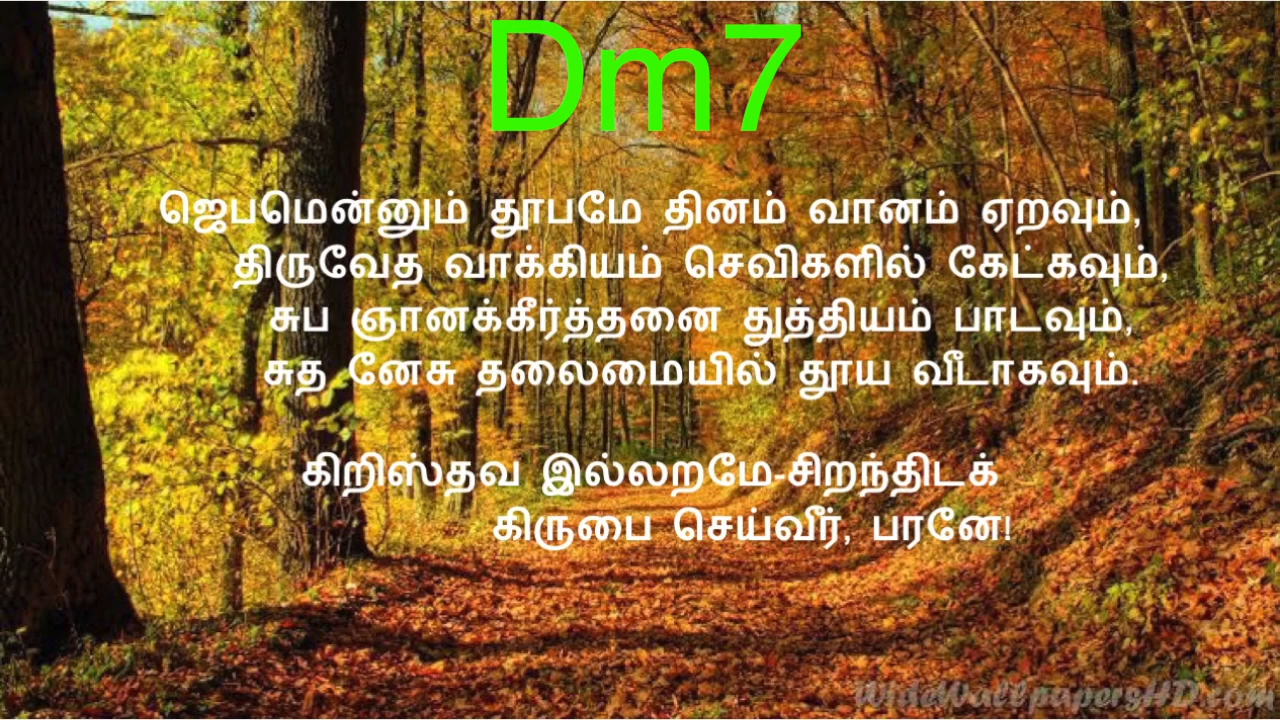 Dm7
ஜெபமென்னும் தூபமே தினம் வானம் ஏறவும்,
திருவேத வாக்கியம் செவிகளில் கேட்கவும்,
சுப ஞானக்கீர்த்தனை துத்தியம் பாடவும்,
சுத னேசு தலைமையில் தூய வீடாகவும்.
கிறிஸ்தவ இல்லறமே-சிறந்திடக்
கிருபை செய்வீர், பரனே!
WideWallpapersHD.com